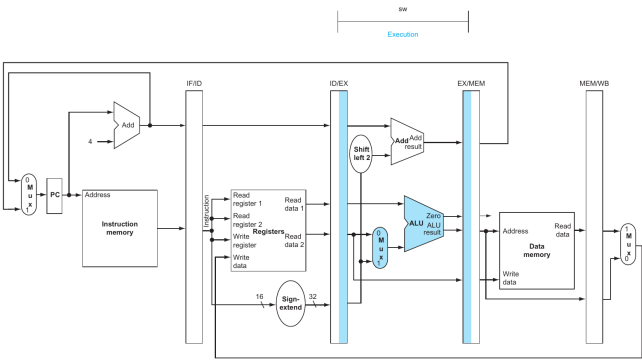 sw
Execution
IF/ID
ID/EX
EX/MEM
MEM/WB
Add
4
Add
Add
result
Shift
left 2
0
M
u
x
1
PC
Address
Instruction
memory
Instruction
Read
register 1
Read
register 2
Write
register
Write
data
Registers
Read
data 1
Read
data 2
0
M
u
x
1
ALU
Zero
ALU
result
Address
Read
data
Data
memory
Write
data
1
M
u
x
0
16
Sign-
extend
32